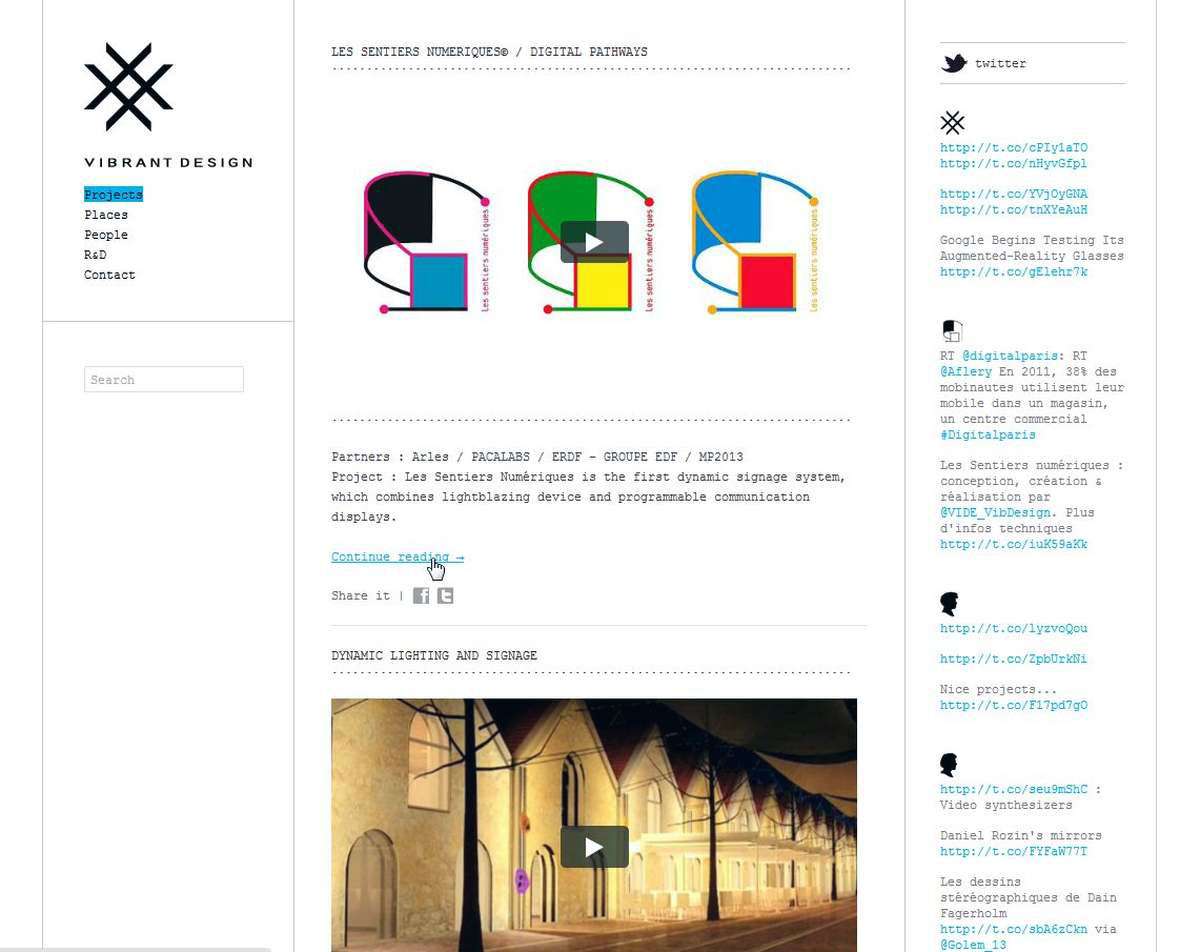 VIBRANT DESIGN
Projects
Places
People
R&D
Contact
Search
LES SENTIERS NUMERIQUES© / DIGITAL PATHWAYS
Les sentiers numériques
Les sentiers numériques
Les sentiers numériques
Partners : Arles / PACALABS / ERDF - GROUPE EDF / MP2013
Project : Les Sentiers Numériques is the first dynamic signage system,
which combines lightblazing device and programmable communication
displays.
Continue reading →
Share it |
DYNAMIC LIGHTING AND SIGNAGE
twitter
http://t.co/cPIy1aTO
http://t.co/nHyvGfpl
http://t.co/YVjOyGNA
http://t.co/tnXYeAuH
Google Begins Testing Its
Augmented-Reality Glasses
http://t.co/gElehz7k
RT @digitalparis: RT
@Aflery En 2011, 38% des
mobinautes utilisent leur
mobile dans un magasin,
un centre commercial
#Digitalparis
Les Sentiers numériques :
conception, création &
réalisation par
@VIDE_VibDesign. Plus
d'infos techniques
http://t.co/iuK59aKk
http://t.co/lyzvoQou
http://t.co/ZpbUrkNi
Nice projects...
http://t.co/F17pd7gO
http://t.co/seu9mShC :
Video synthesizers
Daniel Rozin's mirrors
http://t.co/FYFaW77T
Les dessins
stéréographiques de Dain
Fagerholm
http://t.co/sbA6zCkn via
@Golem_13